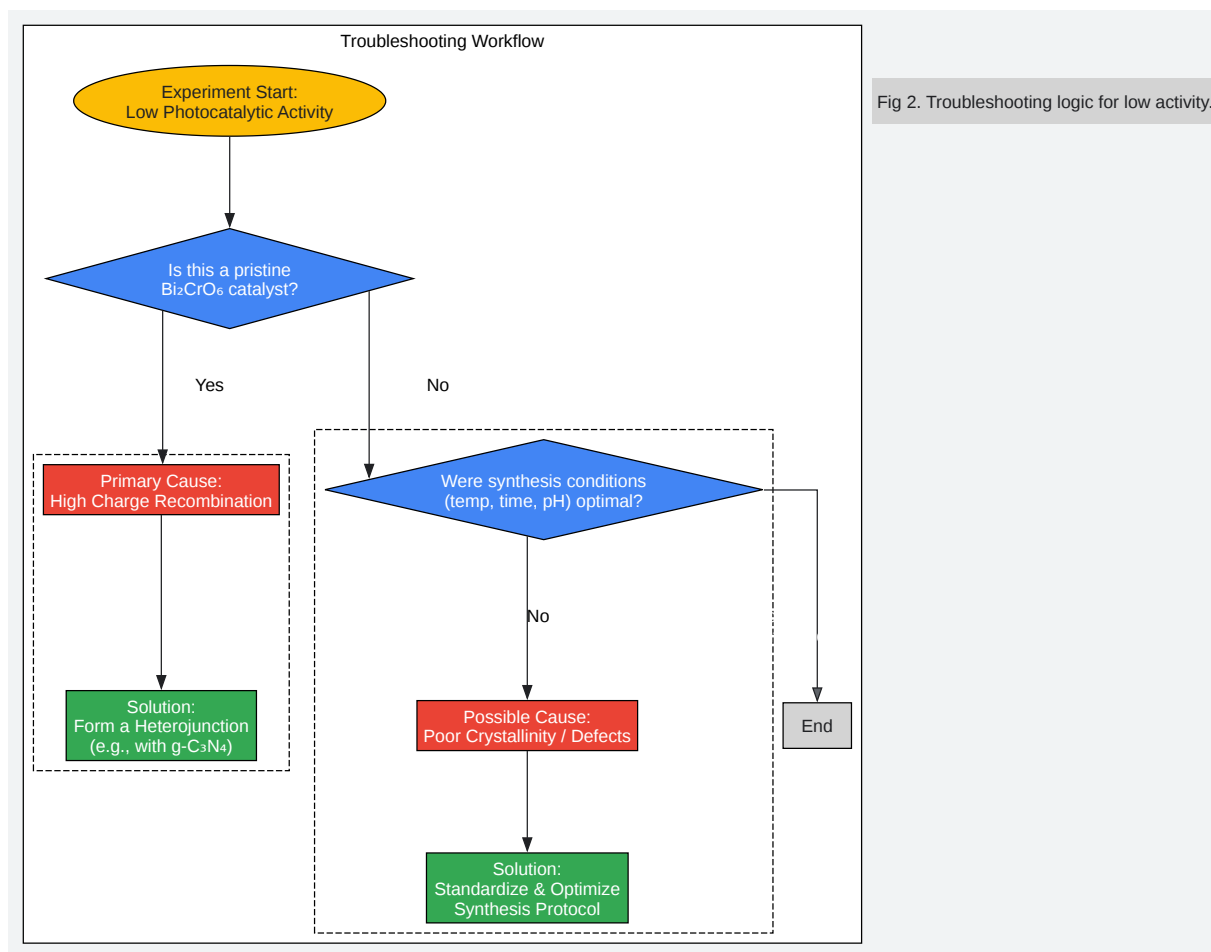 Troubleshooting Workflow
Experiment Start:
Low Photocatalytic Activity
Fig 2. Troubleshooting logic for low activity.
Is this a pristine
Bi₂CrO₆ catalyst?
Yes
No
Primary Cause:
High Charge Recombination
Were synthesis conditions
(temp, time, pH) optimal?
No
Solution:
Form a Heterojunction
(e.g., with g-C₃N₄)
Possible Cause:
Poor Crystallinity / Defects
End
Solution:
Standardize & Optimize
Synthesis Protocol